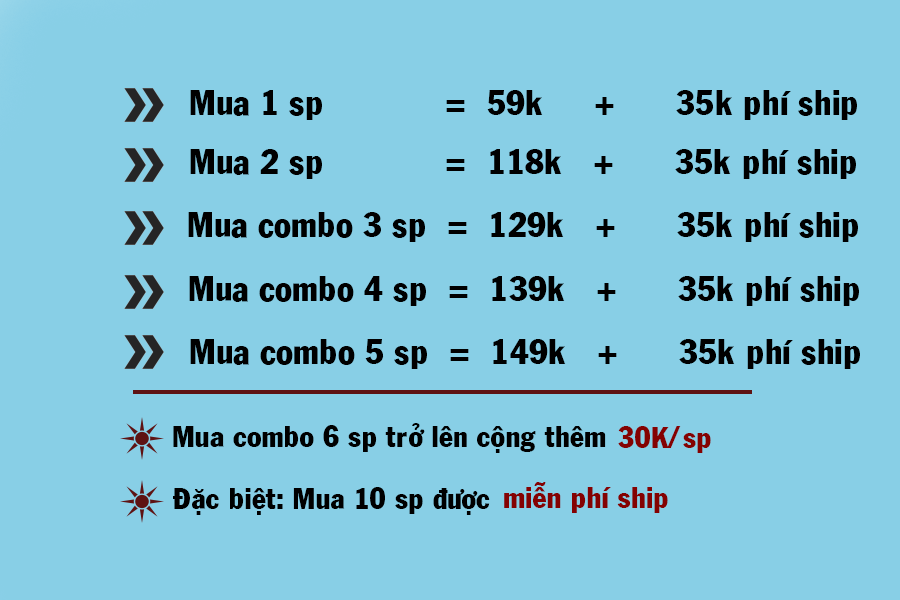 Mua 1 sp = 59k + 35k phí ship
Mua 2 sp = 118k + 35k phí ship
Mua combo 3 sp = 129k + 35k phí ship
Mua combo 4 sp = 139k + 35k phí ship
Mua combo 5 sp = 149k + 35k phí ship
Mua combo 6 sp trở lên cộng thêm 30K/sp
Đặc biệt: Mua 10 sp được miễn phí ship